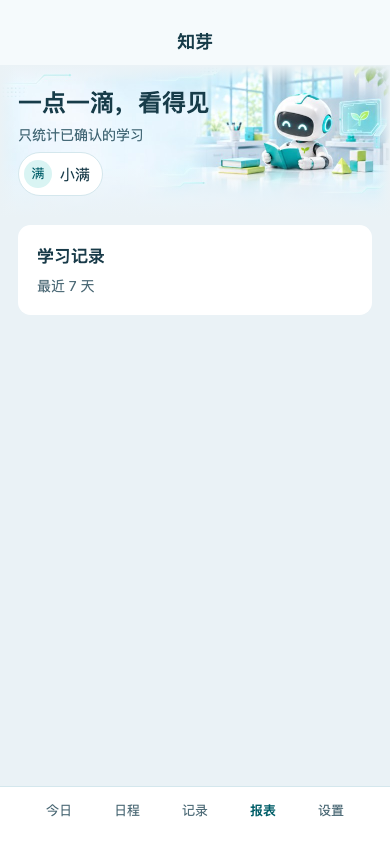 知芽
一点一滴，看得见
只统计已确认的学习
满 小满
学习记录
最近 7 天
今日 日程 记录 报表 设置